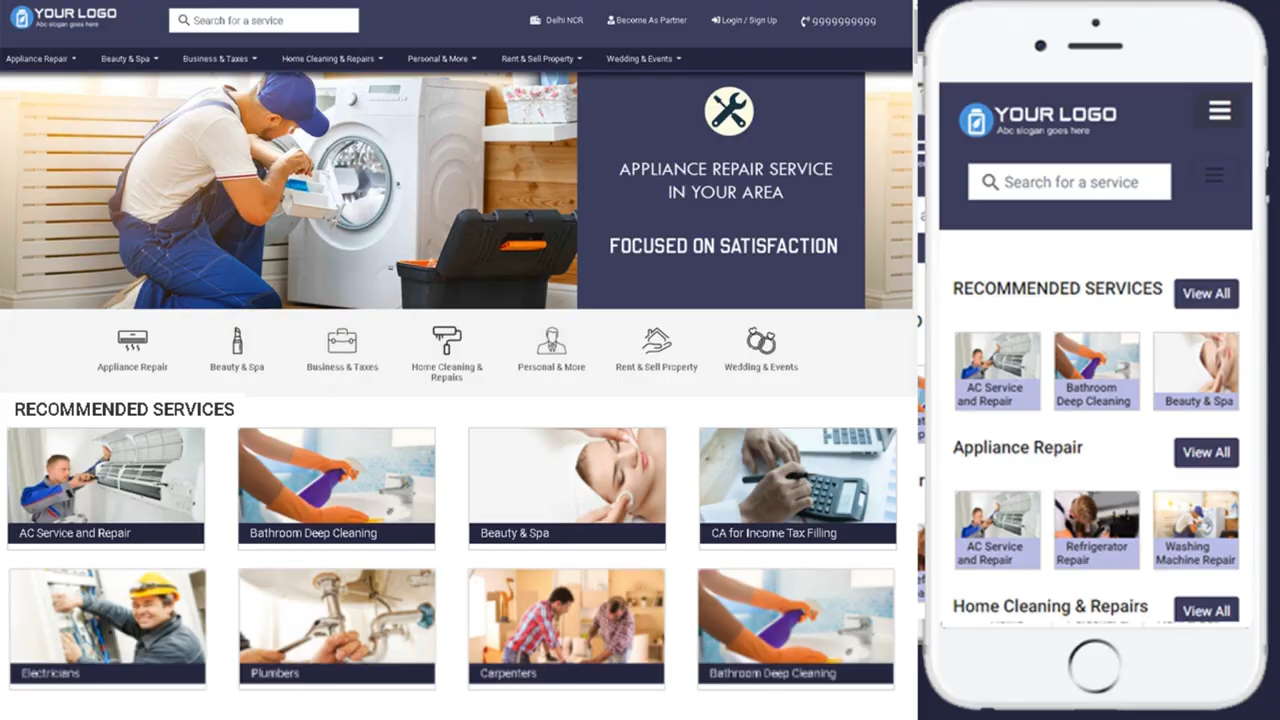 YOUR LOGO
Abc slogan goes here
Search for a service
Delhi NCR
Become As Partner
Login / Sign Up
9999999999
Appliance Repair
Beauty & Spa
Business & Taxes
Home Cleaning & Repairs
Personal & More
Rent & Sell Property
Wedding & Events
APPLIANCE REPAIR SERVICE
IN YOUR AREA
FOCUSED ON SATISFACTION
Appliance Repair
Beauty & Spa
Business & Taxes
Home Cleaning &
Repairs
Personal & More
Rent & Sell Property
Wedding & Events
RECOMMENDED SERVICES
AC Service and Repair
Bathroom Deep Cleaning
Beauty & Spa
CA for Income Tax Filling
Electricians
Plumbers
Carpenters
Bathroom Deep Cleaning
YOUR LOGO
Abc slogan goes here
Search for a service
RECOMMENDED SERVICES
View All
AC Service
and Repair
Bathroom
Deep Cleaning
Beauty & Spa
Appliance Repair
View All
AC Service
and Repair
Refrigerator
Repair
Washing
Machine Repair
Home Cleaning & Repairs
View All